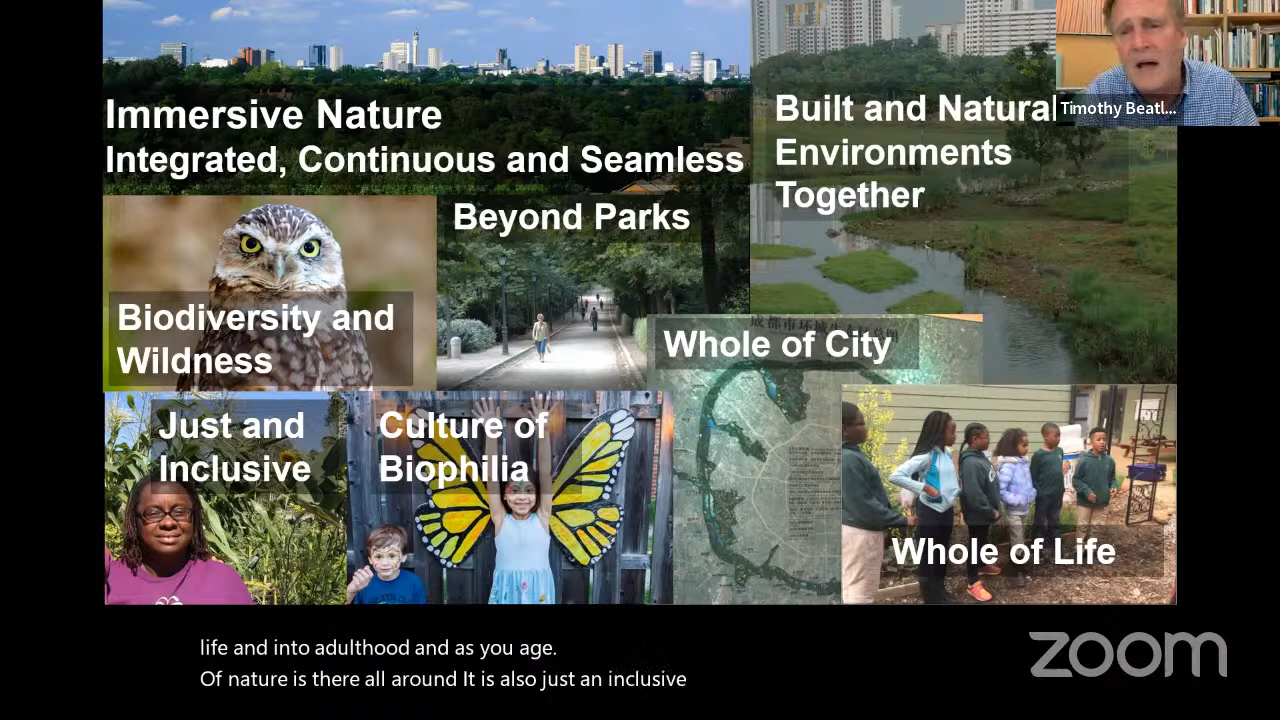 Immersive Nature
Integrated, Continuous and Seamless
Built and Natural
Environments
Together
Timothy Beatl...
Beyond Parks
Biodiversity and
Wildness
Whole of City
Just and
Inclusive
Culture of
Biophilia
Whole of Life
life and into adulthood and as you age.
Of nature is there all around It is also just an inclusive
zoom